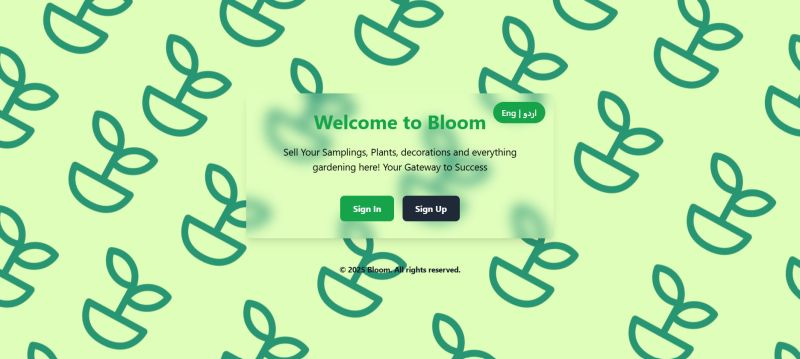 Eng | اردو
Welcome to Bloom
Sell Your Samplings, Plants, decorations and everything
gardening here! Your Gateway to Success
Sign In
Sign Up
© 2025 Bloom. All rights reserved.